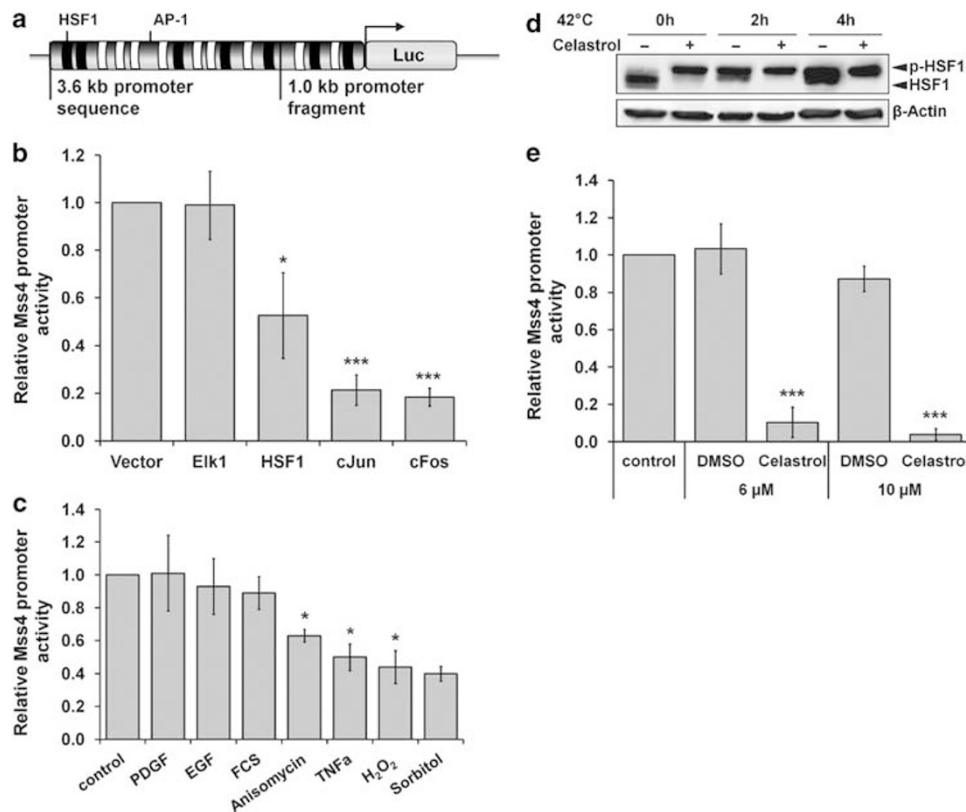 a
HSF1 AP-1
Luc
3.6 kb promoter sequence
1.0 kb promoter fragment
b
Relative Mss4 promoter activity
1.2
1.0
0.8
0.6
0.4
0.2
0.0
*
***
***
Vector Elk1 HSF1 cJun cFos
c
Relative Mss4 promoter activity
1.4
1.2
1.0
0.8
0.6
0.4
0.2
0.0
*
*
*
control PDGF EGF FCS Anisomycin TNFa H₂O₂ Sorbitol
d
42°C 0h 2h 4h
Celastrol – + – + – +
p-HSF1
HSF1
β-Actin
e
Relative Mss4 promoter activity
1.4
1.2
1.0
0.8
0.6
0.4
0.2
0.0
***
***
control DMSO Celastrol DMSO Celastro
6 µM 10 µM